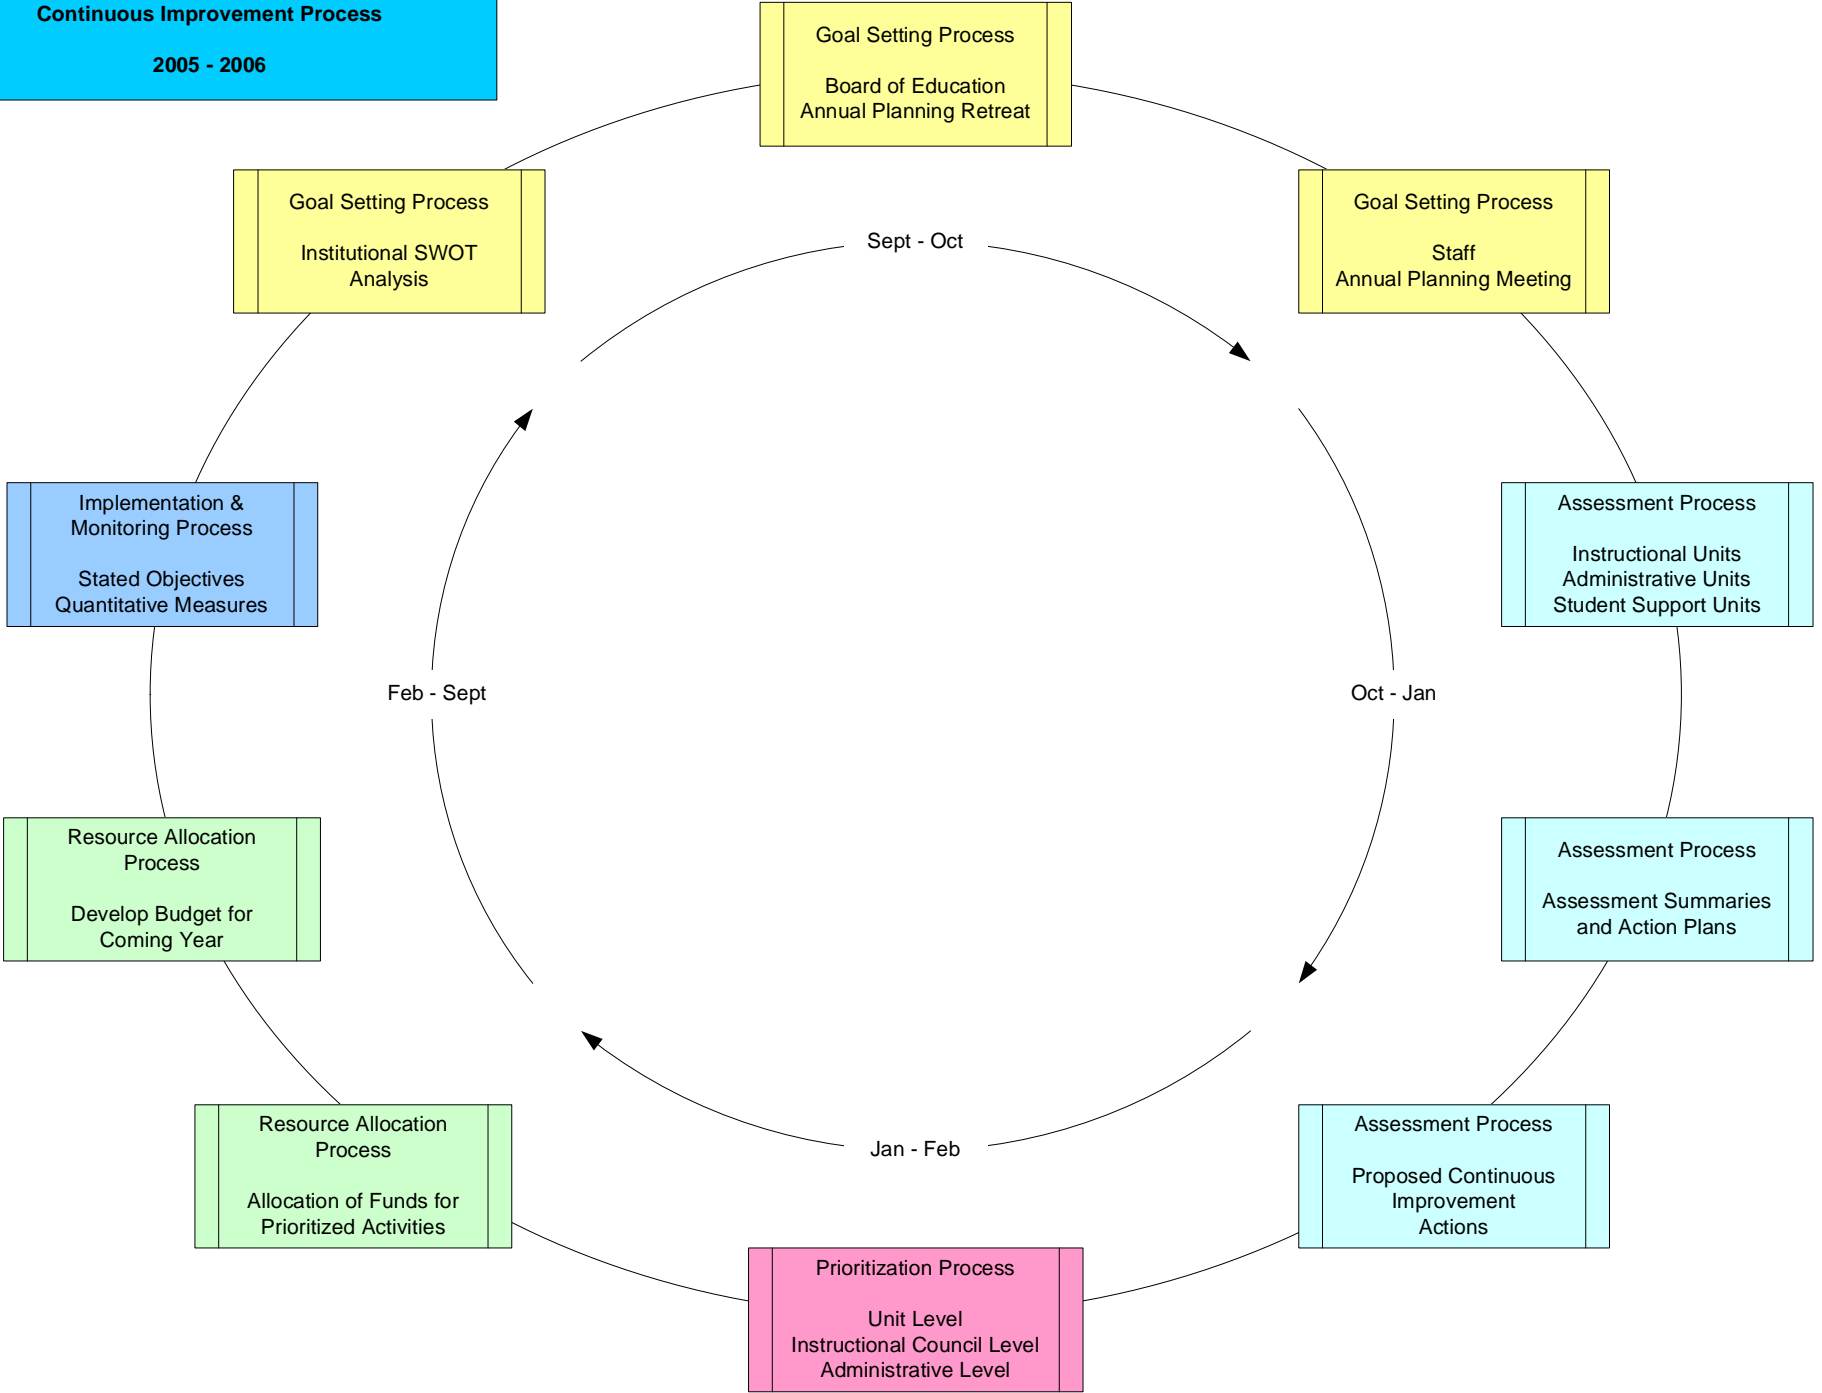 Continuous Improvement Process
2005 - 2006
Goal Setting Process
Board of Education
Annual Planning Retreat
Goal Setting Process
Institutional SWOT
Analysis
Goal Setting Process
Staff
Annual Planning Meeting
Sept - Oct
Implementation &
Monitoring Process
Stated Objectives
Quantitative Measures
Assessment Process
Instructional Units
Administrative Units
Student Support Units
Feb - Sept
Oct - Jan
Resource Allocation
Process
Develop Budget for
Coming Year
Assessment Process
Assessment Summaries
and Action Plans
Resource Allocation
Process
Allocation of Funds for
Prioritized Activities
Jan - Feb
Assessment Process
Proposed Continuous
Improvement
Actions
Prioritization Process
Unit Level
Instructional Council Level
Administrative Level